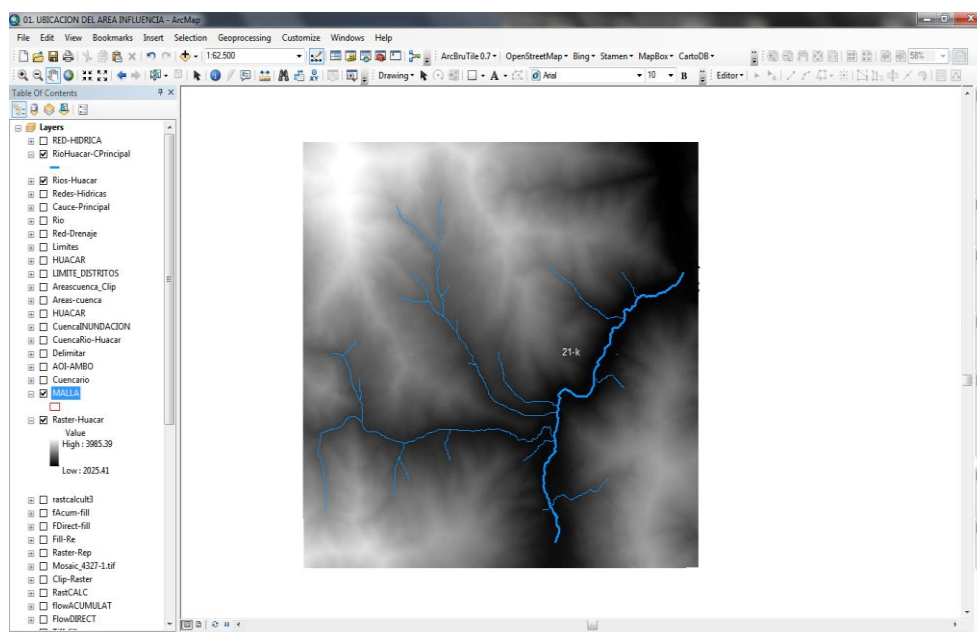 01. UBICACION DEL AREA INFLUENCIA - ArcMap
File Edit View Bookmarks Insert Selection Geoprocessing Customize Windows Help
1:62.500 ArcBruTile 0.7 OpenStreetMap Bing Stamen MapBox CartoDB 58%
Drawing A Arial 10 B Editor
Table Of Contents
Layers
RED-HIDRICA
RioHuacar-CPrincipal
Rios-Huacar
Redes-Hidricas
Cauce-Principal
Rio
Red-Drenaje
Limites
HUACAR
LIMITE_DISTRITOS
Areascuenca_Clip
Areas-cuenca
HUACAR
CuencaINUNDACION
CuencaRio-Huacar
Delimitar
AOI-AMBO
Cuencario
MALLA
Raster-Huacar
Value
High : 3985.39
Low : 2025.41
rastcalcult3
fAcum-fill
FDirect-fill
Fill-Re
Raster-Rep
Mosaic_4327-1.tif
Clip-Raster
RastCALC
flowACUMULAT
FlowDIRECT
21-k